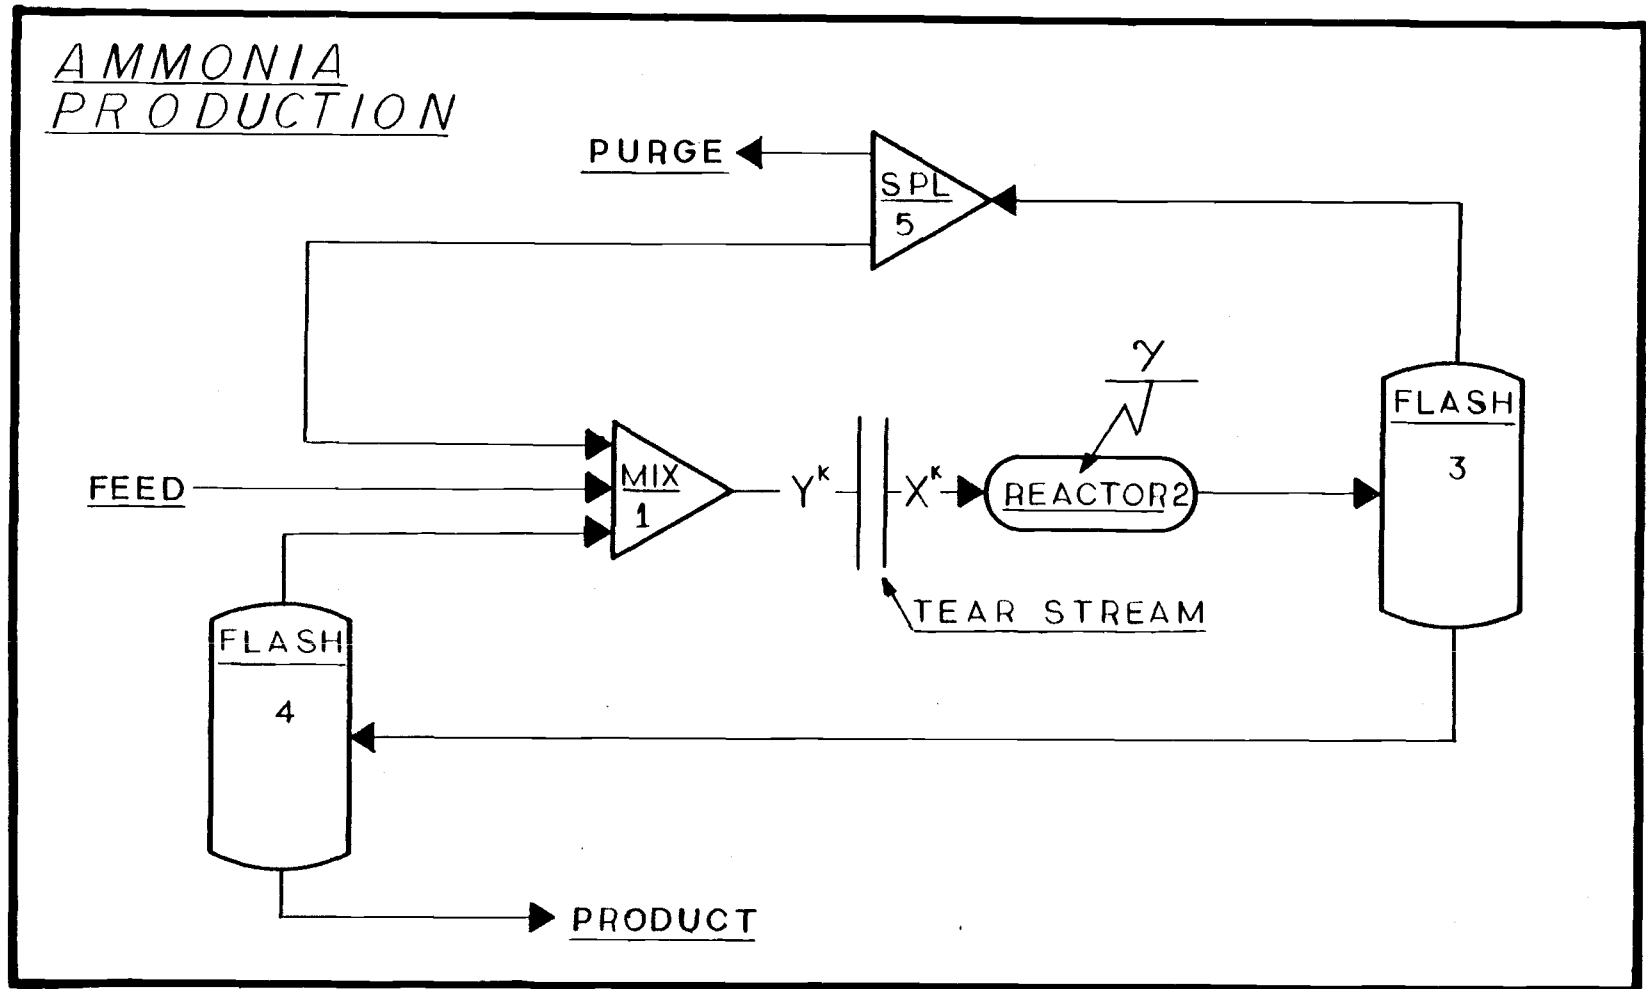 AMMONIA
PRODUCTION
PURGE
SPL
5
γ
FLASH
3
FEED
MIX
1
Yᴷ
Xᴷ
REACTOR2
TEAR STREAM
FLASH
4
PRODUCT